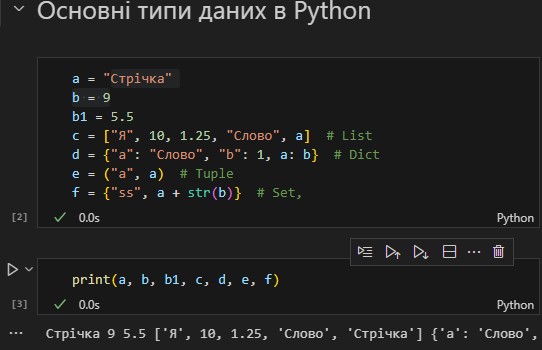 Основні типи даних в Python
a = "Стрічка"
b = 9
b1 = 5.5
c = ["Я", 10, 1.25, "Слово", a]  # List
d = {"a": "Слово", "b": 1, a: b}  # Dict
e = ("a", a)  # Tuple
f = {"ss", a + str(b)}  # Set,
[2] 0.0s Python
print(a, b, b1, c, d, e, f)
[3] 0.0s Python
Стрічка 9 5.5 ['Я', 10, 1.25, 'Слово', 'Стрічка'] {'a': 'Слово',